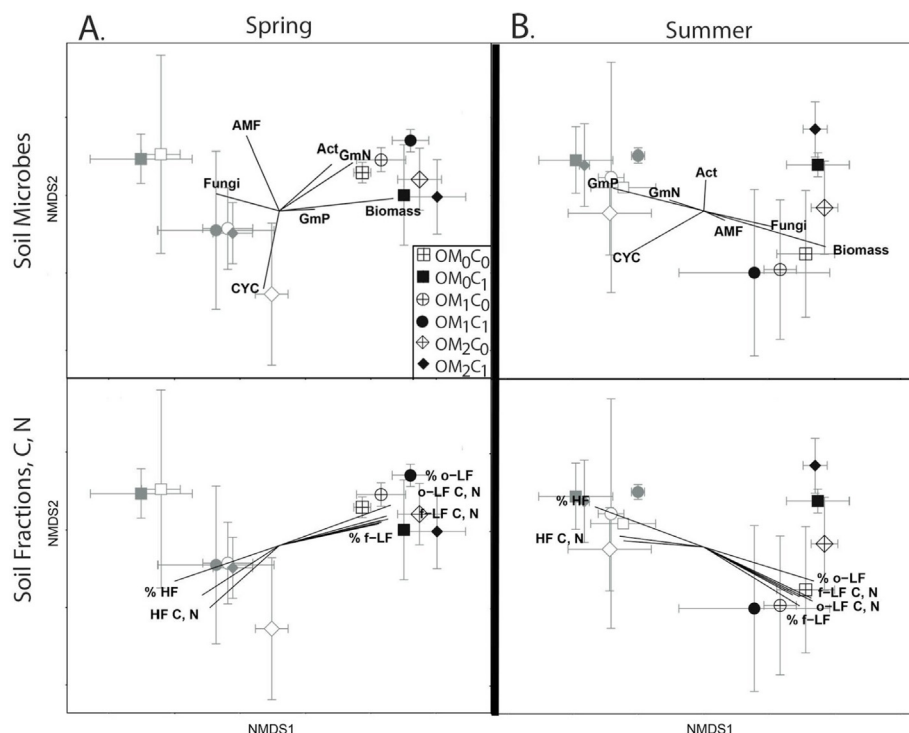 A.
Spring
B.
Summer
Soil Microbes
NMDS2
AMF
Act
GmN
Fungi
GmP
Biomass
CYC
OM₀C₀
OM₀C₁
OM₁C₀
OM₁C₁
OM₂C₀
OM₂C₁
Act
GmP
GmN
AMF
Fungi
CYC
Biomass
Soil Fractions, C, N
NMDS2
% o-LF
o-LF C, N
f-LF C, N
% f-LF
% HF
HF C, N
NMDS1
% HF
HF C, N
% o-LF
f-LF C, N
o-LF C, N
% f-LF
NMDS1